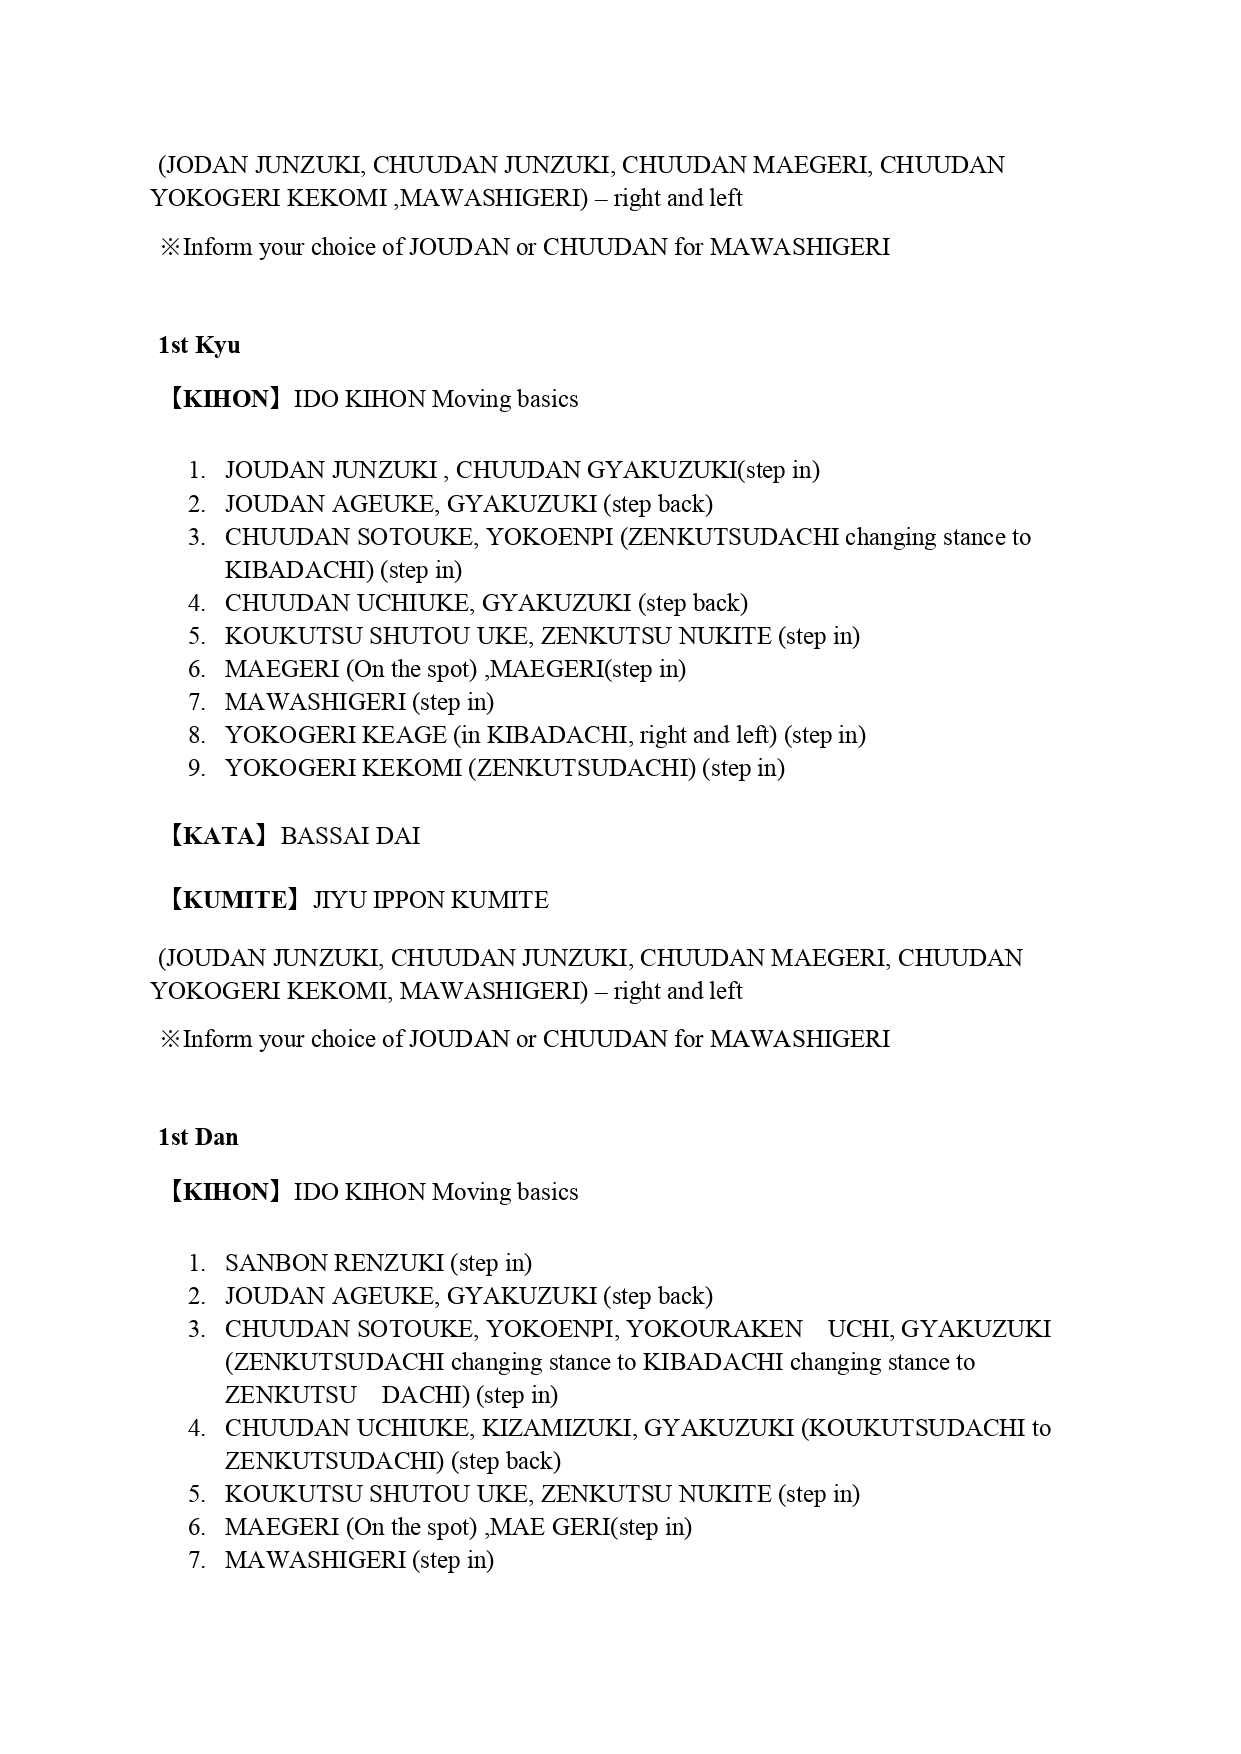 (JODAN JUNZUKI, CHUUDAN JUNZUKI, CHUUDAN MAEGERI, CHUUDAN
YOKOGERI KEKOMI ,MAWASHIGERI) – right and left
※Inform your choice of JOUDAN or CHUUDAN for MAWASHIGERI
1st Kyu
【KIHON】IDO KIHON Moving basics
1. JOUDAN JUNZUKI , CHUUDAN GYAKUZUKI(step in)
2. JOUDAN AGEUKE, GYAKUZUKI (step back)
3. CHUUDAN SOTOUKE, YOKOENPI (ZENKUTSUDACHI changing stance to
KIBADACHI) (step in)
4. CHUUDAN UCHIUKE, GYAKUZUKI (step back)
5. KOUKUTSU SHUTOU UKE, ZENKUTSU NUKITE (step in)
6. MAEGERI (On the spot) ,MAEGERI(step in)
7. MAWASHIGERI (step in)
8. YOKOGERI KEAGE (in KIBADACHI, right and left) (step in)
9. YOKOGERI KEKOMI (ZENKUTSUDACHI) (step in)
【KATA】BASSAI DAI
【KUMITE】JIYU IPPON KUMITE
(JOUDAN JUNZUKI, CHUUDAN JUNZUKI, CHUUDAN MAEGERI, CHUUDAN
YOKOGERI KEKOMI, MAWASHIGERI) – right and left
※Inform your choice of JOUDAN or CHUUDAN for MAWASHIGERI
1st Dan
【KIHON】IDO KIHON Moving basics
1. SANBON RENZUKI (step in)
2. JOUDAN AGEUKE, GYAKUZUKI (step back)
3. CHUUDAN SOTOUKE, YOKOENPI, YOKOURAKEN　UCHI, GYAKUZUKI
(ZENKUTSUDACHI changing stance to KIBADACHI changing stance to
ZENKUTSU　DACHI) (step in)
4. CHUUDAN UCHIUKE, KIZAMIZUKI, GYAKUZUKI (KOUKUTSUDACHI to
ZENKUTSUDACHI) (step back)
5. KOUKUTSU SHUTOU UKE, ZENKUTSU NUKITE (step in)
6. MAEGERI (On the spot) ,MAE GERI(step in)
7. MAWASHIGERI (step in)